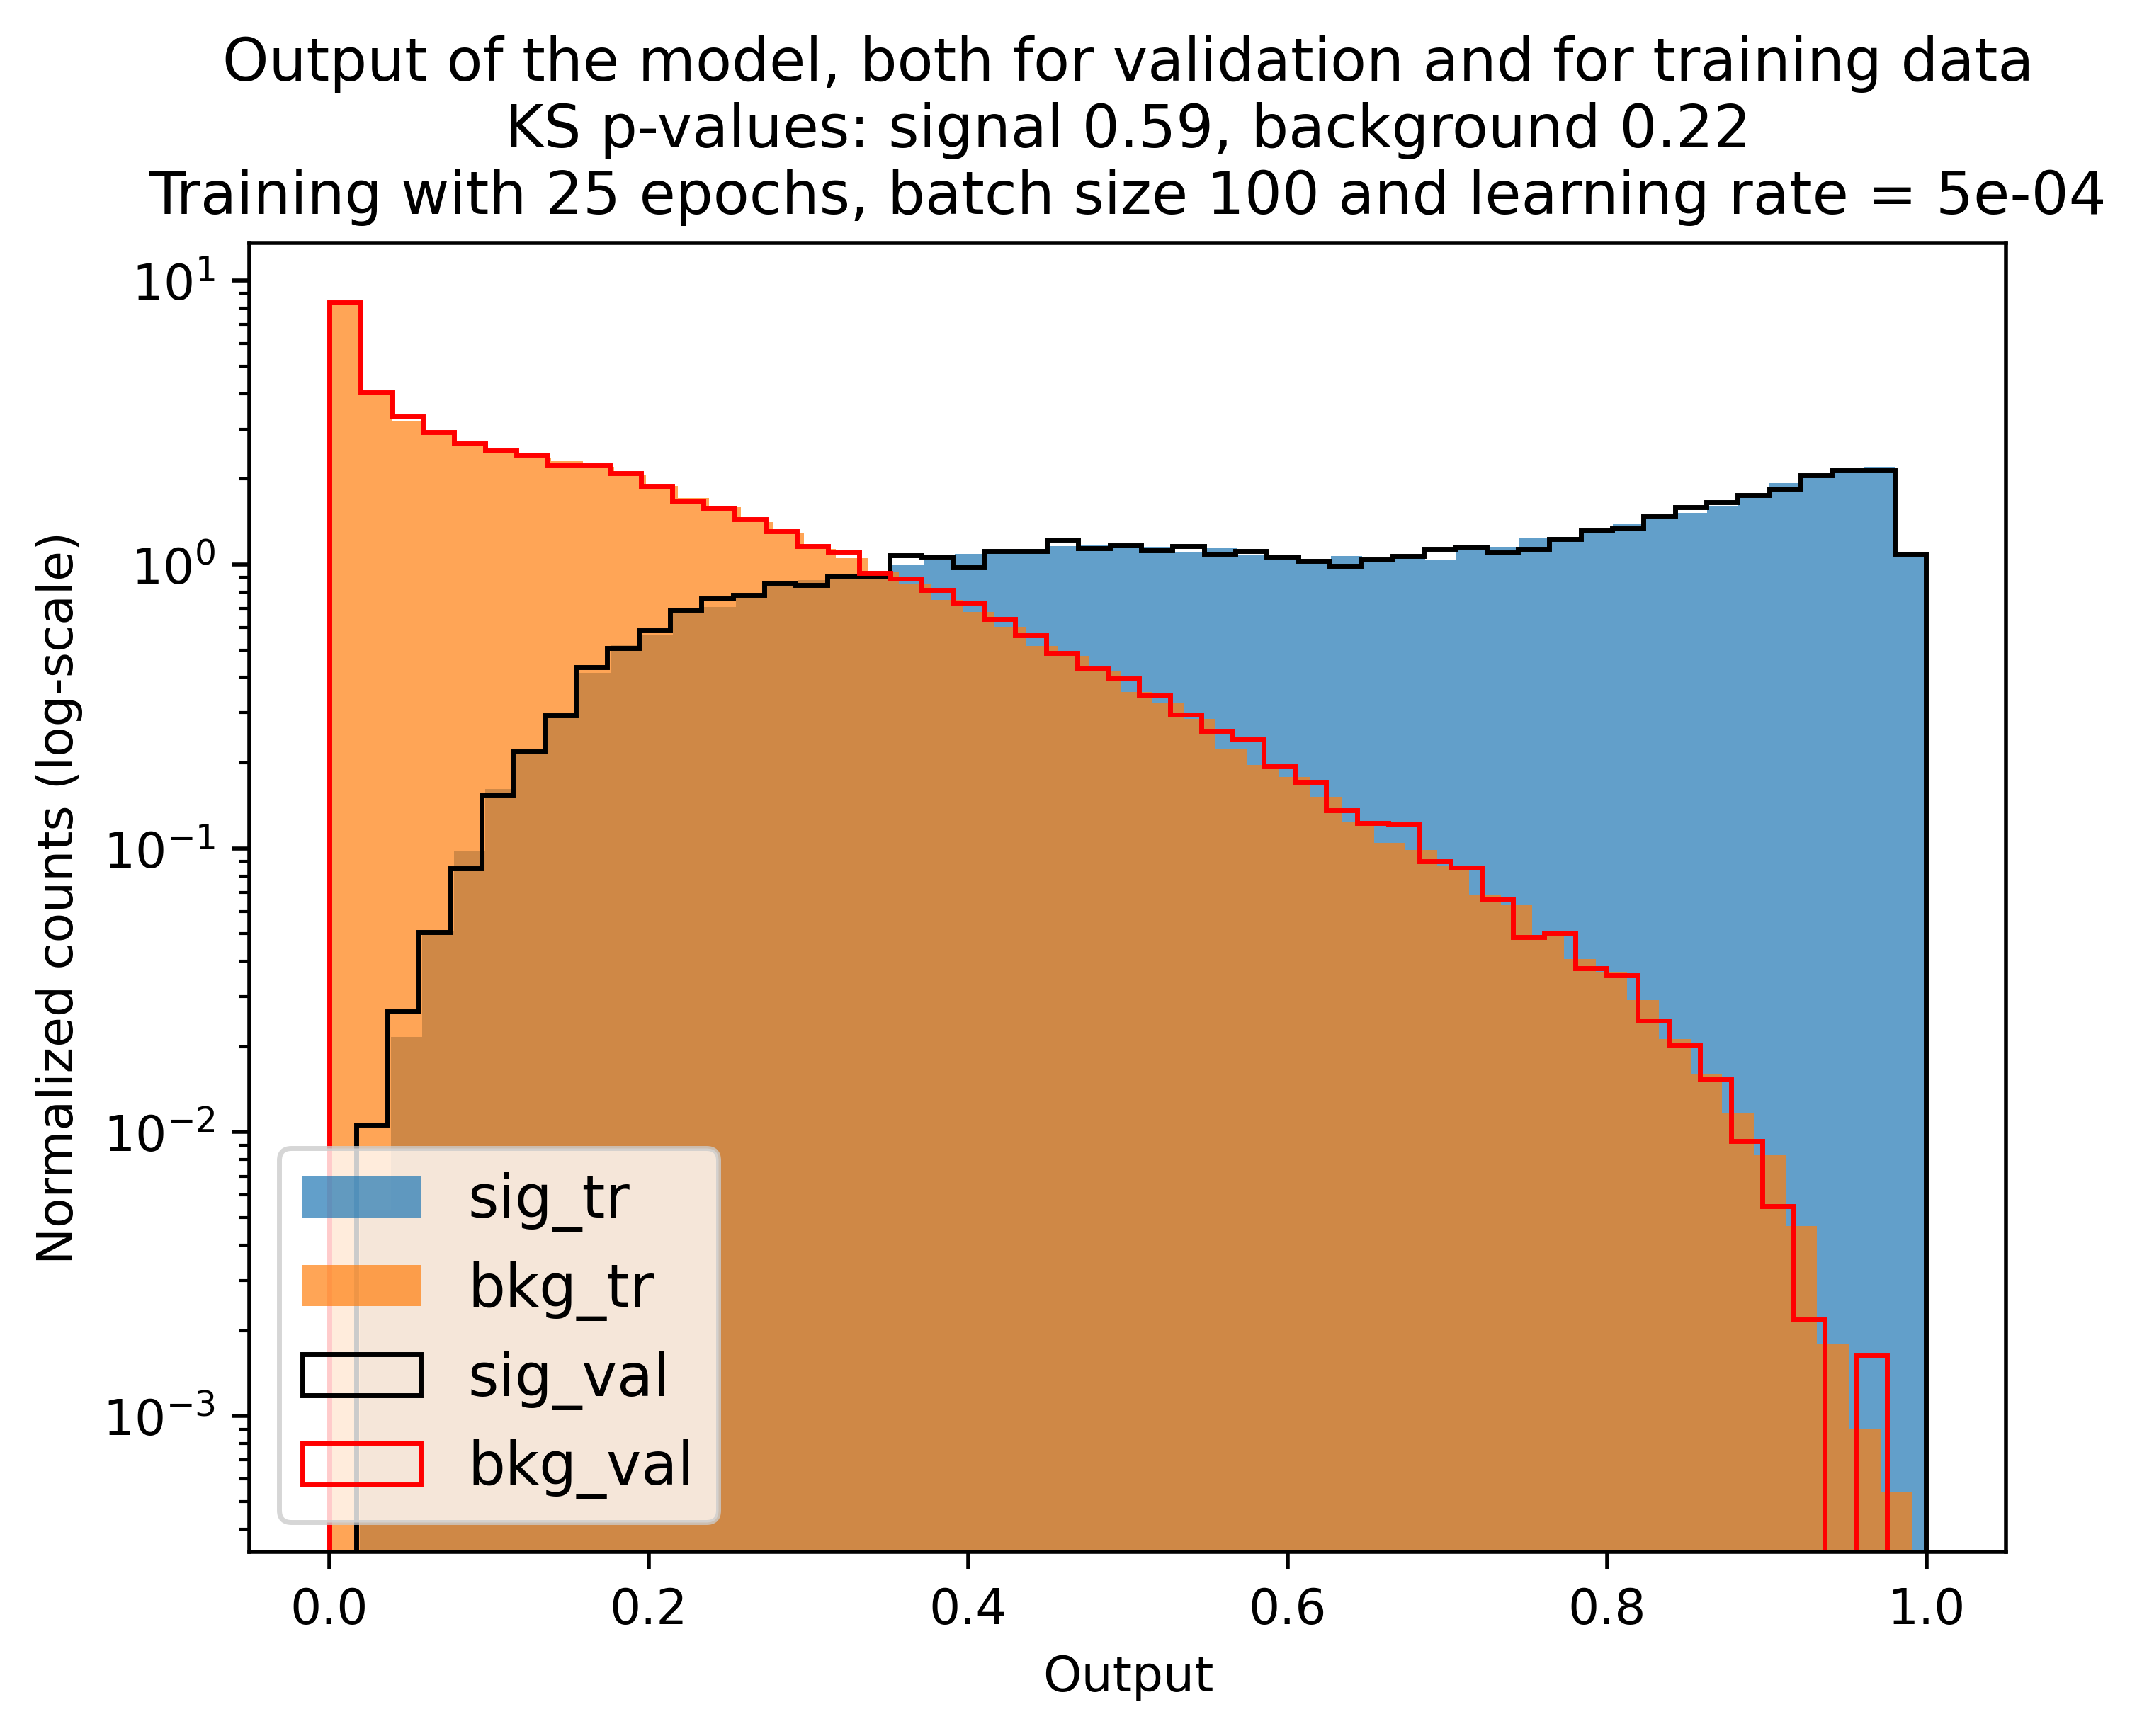 Output of the model, both for validation and for training data
KS p-values: signal 0.59, background 0.22
Training with 25 epochs, batch size 100 and learning rate = 5e-04
Normalized counts (log-scale)
10¹
10⁰
10⁻¹
10⁻²
10⁻³
sig_tr
bkg_tr
sig_val
bkg_val
0.0 0.2 0.4 0.6 0.8 1.0
Output